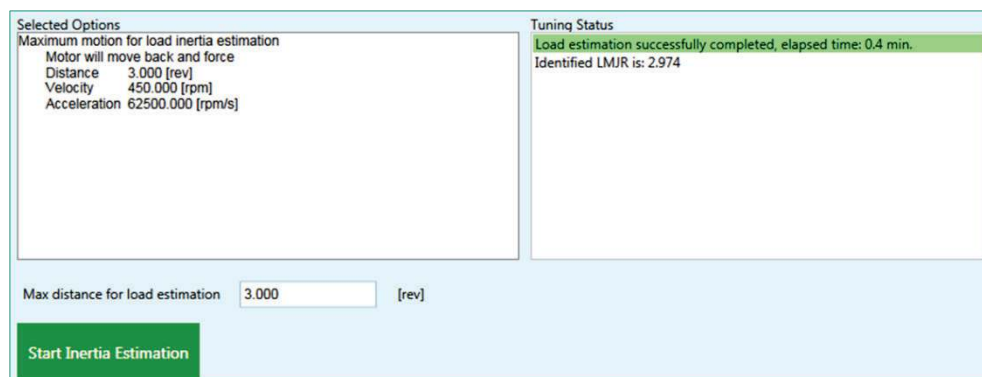 Selected Options
Maximum motion for load inertia estimation
Motor will move back and force
Distance 3.000 [rev]
Velocity 450.000 [rpm]
Acceleration 62500.000 [rpm/s]
Tuning Status
Load estimation successfully completed, elapsed time: 0.4 min.
Identified LMJR is: 2.974
Max distance for load estimation 3.000 [rev]
Start Inertia Estimation